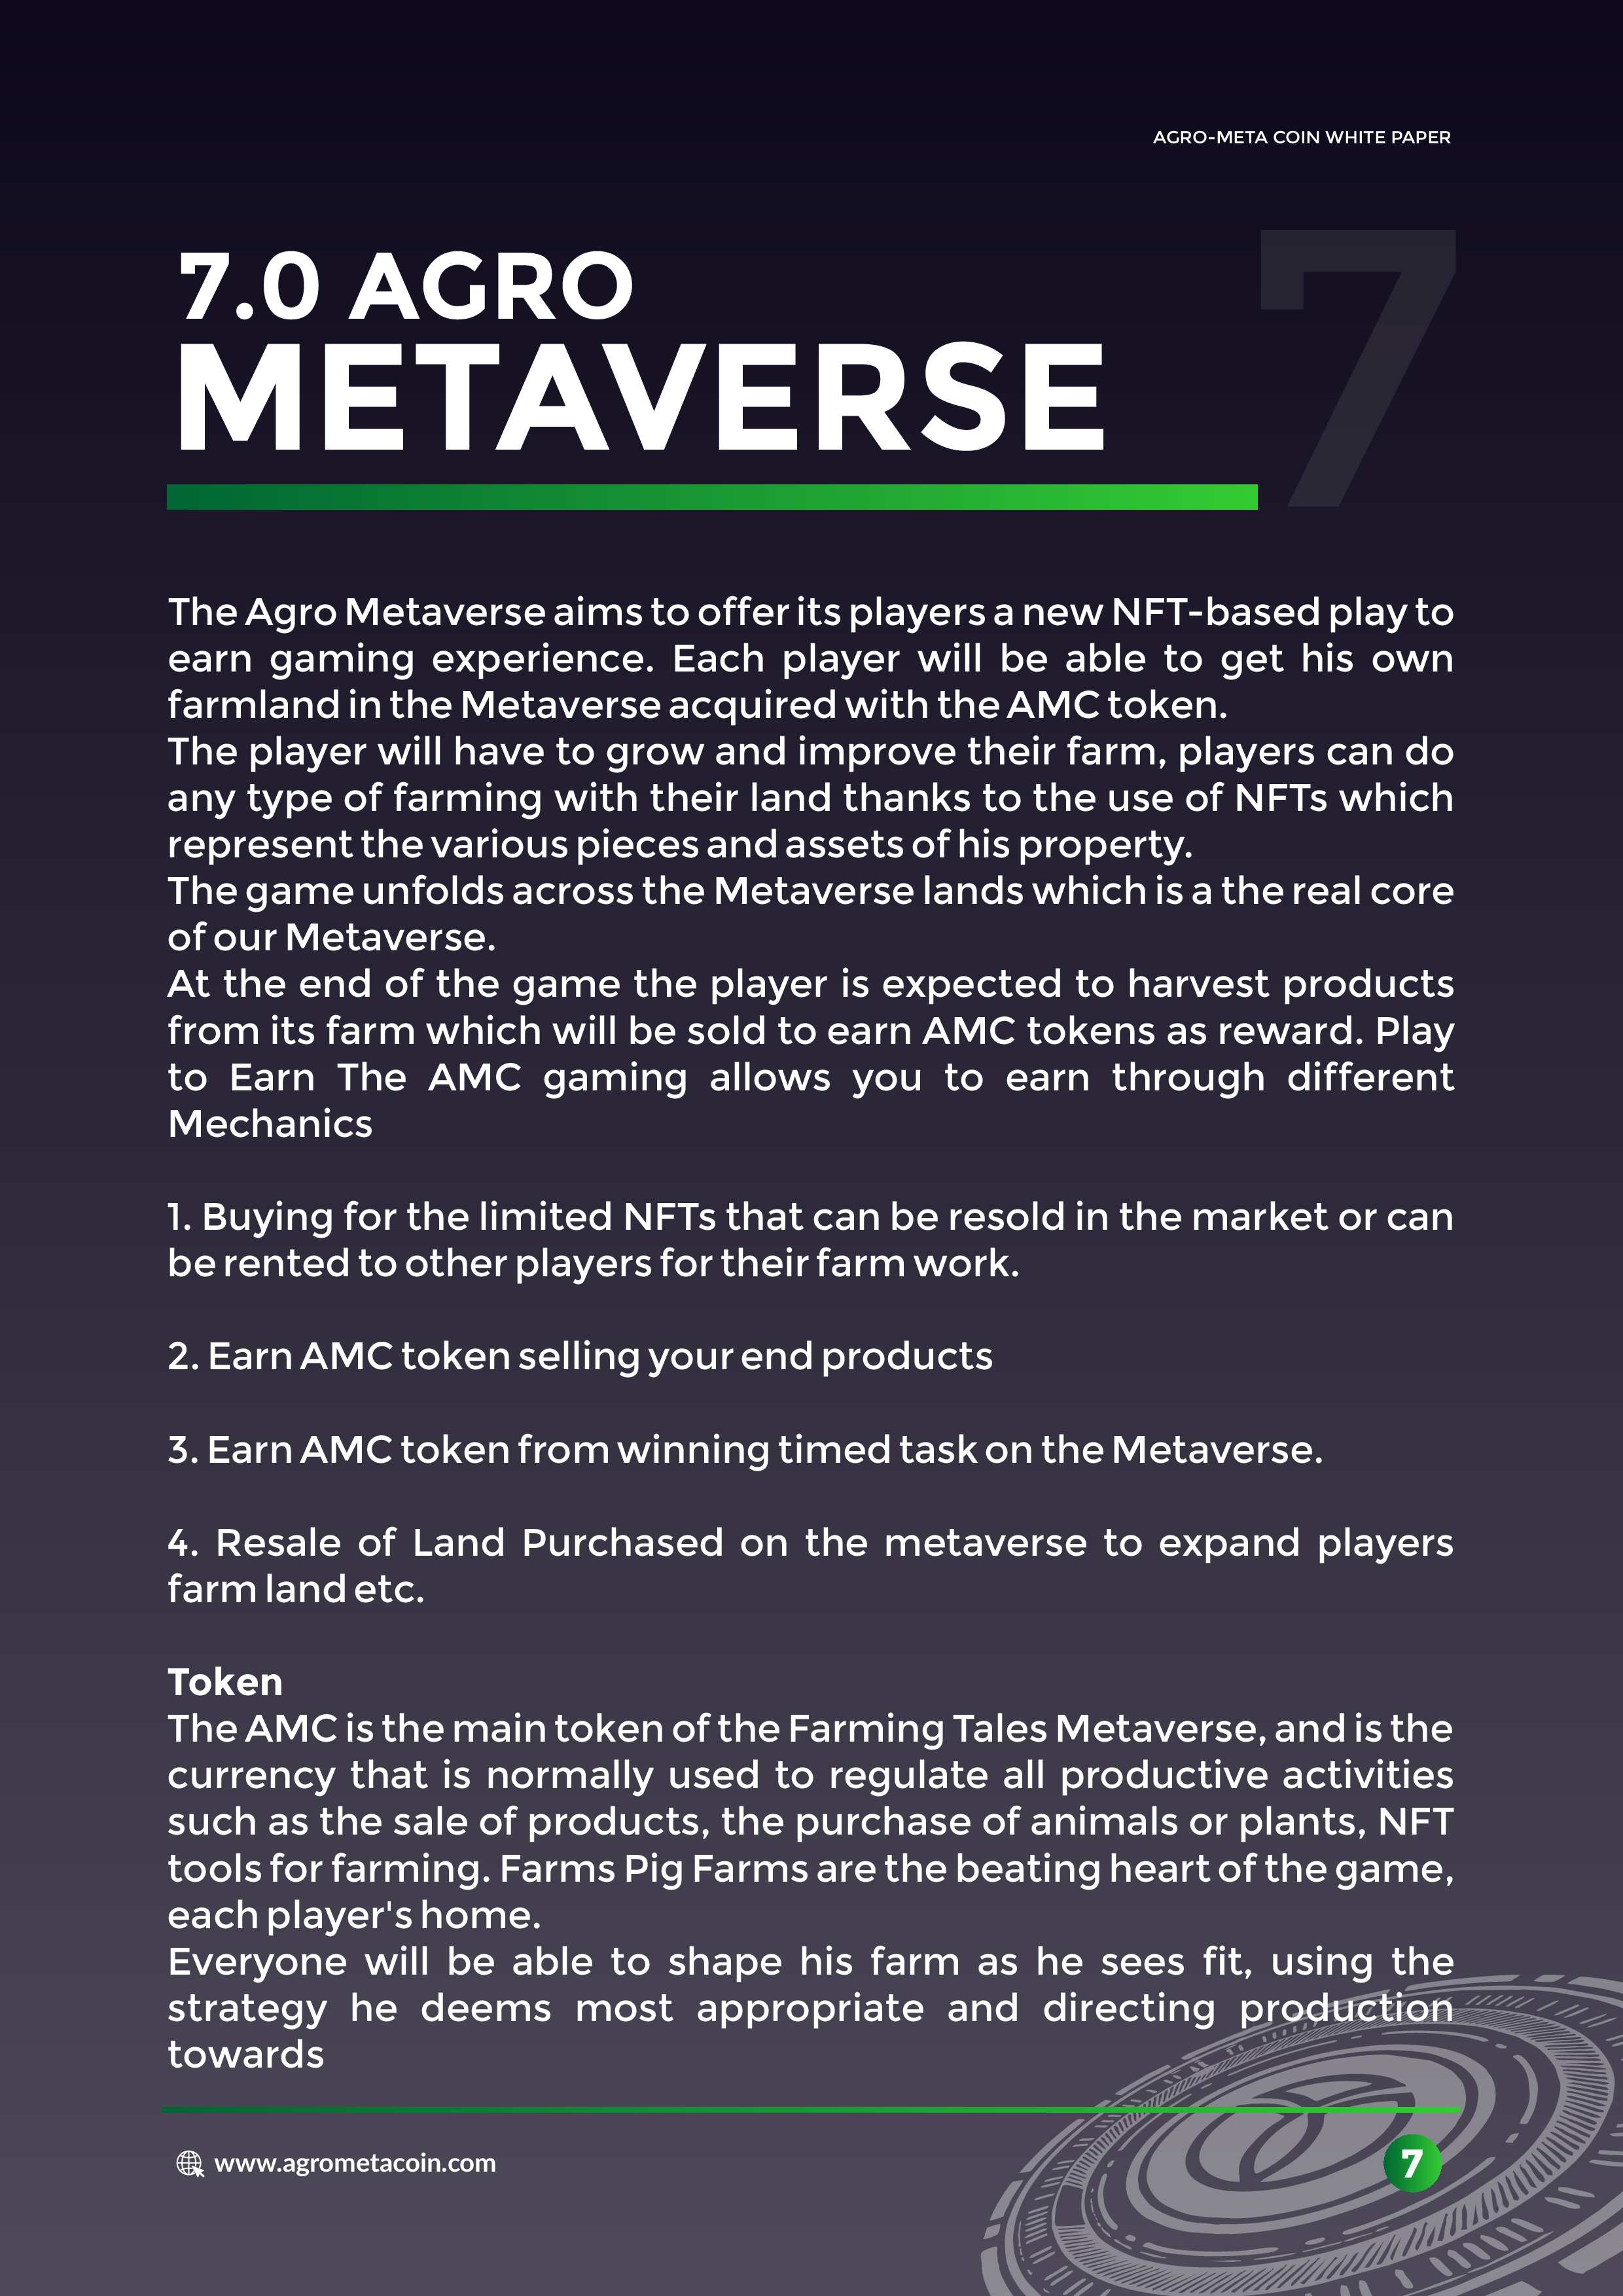 AGRO-META COIN WHITE PAPER
7.0 AGRO
7
METAVERSE
The Agro Metaverse aims to offer its players a new NFT-based play to
earn gaming experience. Each player will be able to get his own
farmland in the Metaverse acquired with the AMC token.
The player will have to grow and improve their farm, players can do
any type of farming with their land thanks to the use of NFTs which
represent the various pieces and assets of his property.
The game unfolds across the Metaverse lands which is a the real core
of our Metaverse.
At the end of the game the player is expected to harvest products
from its farm which will be sold to earn AMC tokens as reward. Play
to Earn The AMC gaming allows you to earn through different
Mechanics
1. Buying for the limited NFTs that can be resold in the market or can
be rented to other players for their farm work.
2. Earn AMC token selling your end products
3. Earn AMC token from winning timed task on the Metaverse.
4. Resale of Land Purchased on the metaverse to expand players
farm land etc.
Token
The AMC is the main token of the Farming Tales Metaverse, and is the
currency that is normally used to regulate all productive activities
such as the sale of products, the purchase of animals or plants, NFT
tools for farming. Farms Pig Farms are the beating heart of the game,
each player's home.
Everyone will be able to shape his farm as he sees fit, using the
strategy he deems most appropriate and directing production
towards
www.agrometacoin.com
7